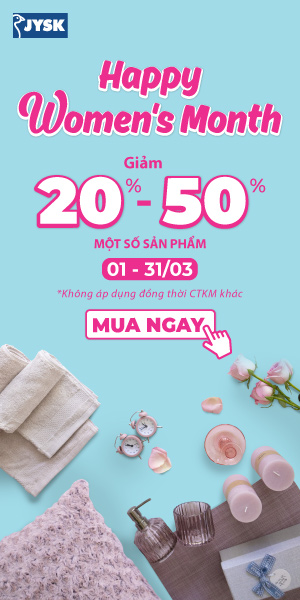 JYSK
Happy
Women's Month
Giảm
20% - 50%
MỘT SỐ SẢN PHẨM
01 - 31/03
*Không áp dụng đồng thời CTKM khác
MUA NGAY